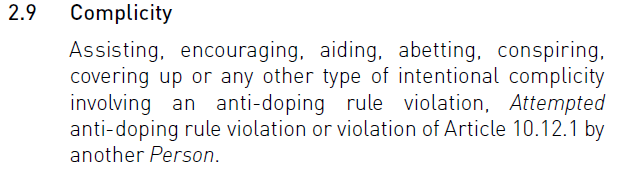 2.9 Complicity
Assisting, encouraging, aiding, abetting, conspiring,
covering up or any other type of intentional complicity
involving an anti-doping rule violation, Attempted
anti-doping rule violation or violation of Article 10.12.1 by
another Person.